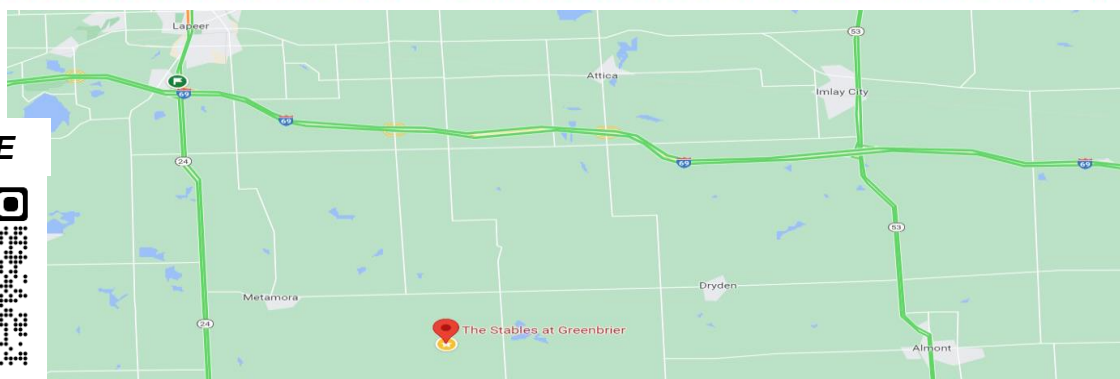 Lapeer
53
Attica
Imlay City
69
69
E
24
69
69
53
Dryden
Metamora
24
The Stables at Greenbrier
Almont